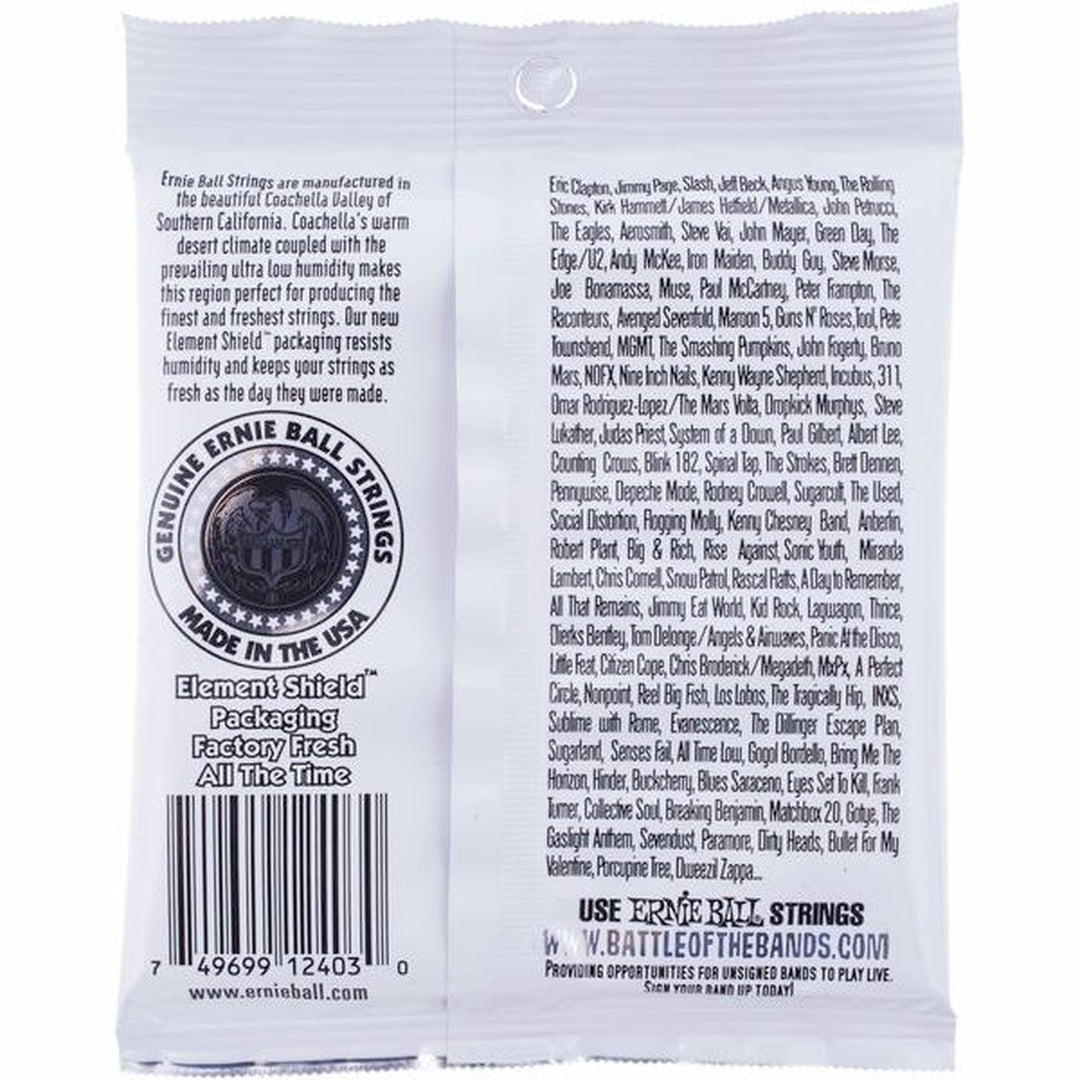 Ernie Ball Strings are manufactured in
the beautiful Coachella Valley of
Southern California. Coachella's warm
desert climate coupled with the
prevailing ultra low humidity makes
this region perfect for producing the
finest and freshest strings. Our new
Element Shield™ packaging resists
humidity and keeps your strings as
fresh as the day they were made.
GENUINE ERNIE BALL STRINGS
MADE IN THE USA
Element Shield™
Packaging
Factory Fresh
All The Time
7 49699 12403 0
www.ernieball.com
Eric Clapton, Jimmy Page, Slash, Jeff Beck, Angus Young, The Rolling
Stones, Kirk Hammett/James Hetfield/Metallica, John Petrucci,
The Eagles, Aerosmith, Steve Vai, John Mayer, Green Day, The
Edge/U2, Andy McKee, Iron Maiden, Buddy Guy, Steve Morse,
Joe Bonamassa, Muse, Paul McCartney, Peter Frampton, The
Raconteurs, Avenged Sevenfold, Maroon 5, Guns N' Roses,Tool, Pete
Townshend, MGMT, The Smashing Pumpkins, John Fogerty, Bruno
Mars, NOFX, Nine Inch Nails, Kenny Wayne Shepherd, Incubus, 311,
Omar Rodriguez-Lopez/The Mars Volta, Dropkick Murphys, Steve
Lukather, Judas Priest, System of a Down, Paul Gilbert, Albert Lee,
Counting Crows, Blink 182, Spinal Tap, The Strokes, Brett Dennen,
Pennywise, Depeche Mode, Rodney Crowell, Sugarcult, The Used,
Social Distortion, Flogging Molly, Kenny Chesney Band, Anberlin,
Robert Plant, Big & Rich, Rise Against, Sonic Youth, Miranda
Lambert, Chris Cornell, Snow Patrol, Rascal Flatts, A Day to Remember,
All That Remains, Jimmy Eat World, Kid Rock, Lagwagon, Thrice,
Dierks Bentley, Tom Delonge/Angels & Airwaves, Panic At the Disco,
Little Feat, Citizen Cope, Chris Broderick/Megadeth, MxPx, A Perfect
Circle, Nonpoint, Reel Big Fish, Los Lobos, The Tragically Hip, INXS,
Sublime with Rome, Evanescence, The Dillinger Escape Plan,
Sugarland, Senses Fail, All Time Low, Gogol Bordello, Bring Me The
Horizon, Hinder, Buckcherry, Blues Saraceno, Eyes Set To Kill, Frank
Turner, Collective Soul, Breaking Benjamin, Matchbox 20, Gotye, The
Gaslight Anthem, Sevendust, Paramore, Dirty Heads, Bullet For My
Valentine, Porcupine Tree, Dweezil Zappa...
USE ERNIE BALL STRINGS
WWW.BATTLEOFTHEBANDS.COM
PROVIDING OPPORTUNITIES FOR UNSIGNED BANDS TO PLAY LIVE.
SIGN YOUR BAND UP TODAY!